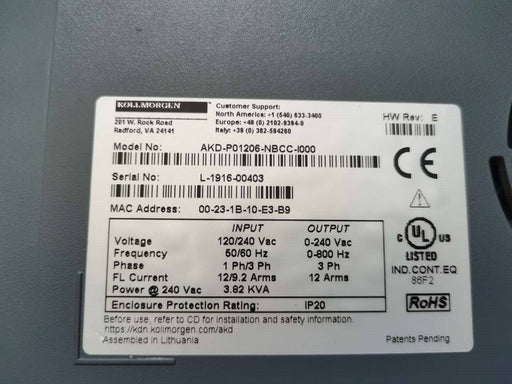 KOLLMORGEN
201 W. Rock Road
Radford, VA 24141
Customer Support:
North America: +1 (540) 633-3400
Europe: +49 (0) 2102-9394-0
Italy: +39 (0) 362-594260
HW Rev: E
Model No: AKD-P01206-NBCC-I000
Serial No: L-1916-00403
MAC Address: 00-23-1B-10-E3-B9
CE
INPUT OUTPUT
Voltage 120/240 Vac 0-240 Vac
Frequency 50/60 Hz 0-800 Hz
Phase 1 Ph/3 Ph 3 Ph
FL Current 12/9.2 Arms 12 Arms
Power @ 240 Vac 3.82 KVA
Enclosure Protection Rating: IP20
C UL US
LISTED
IND.CONT.EQ
86F2
RoHS
Before use, refer to CD for installation and safety information.
https://kdn.kollmorgen.com/akd
Assembled in Lithuania
Patents Pending